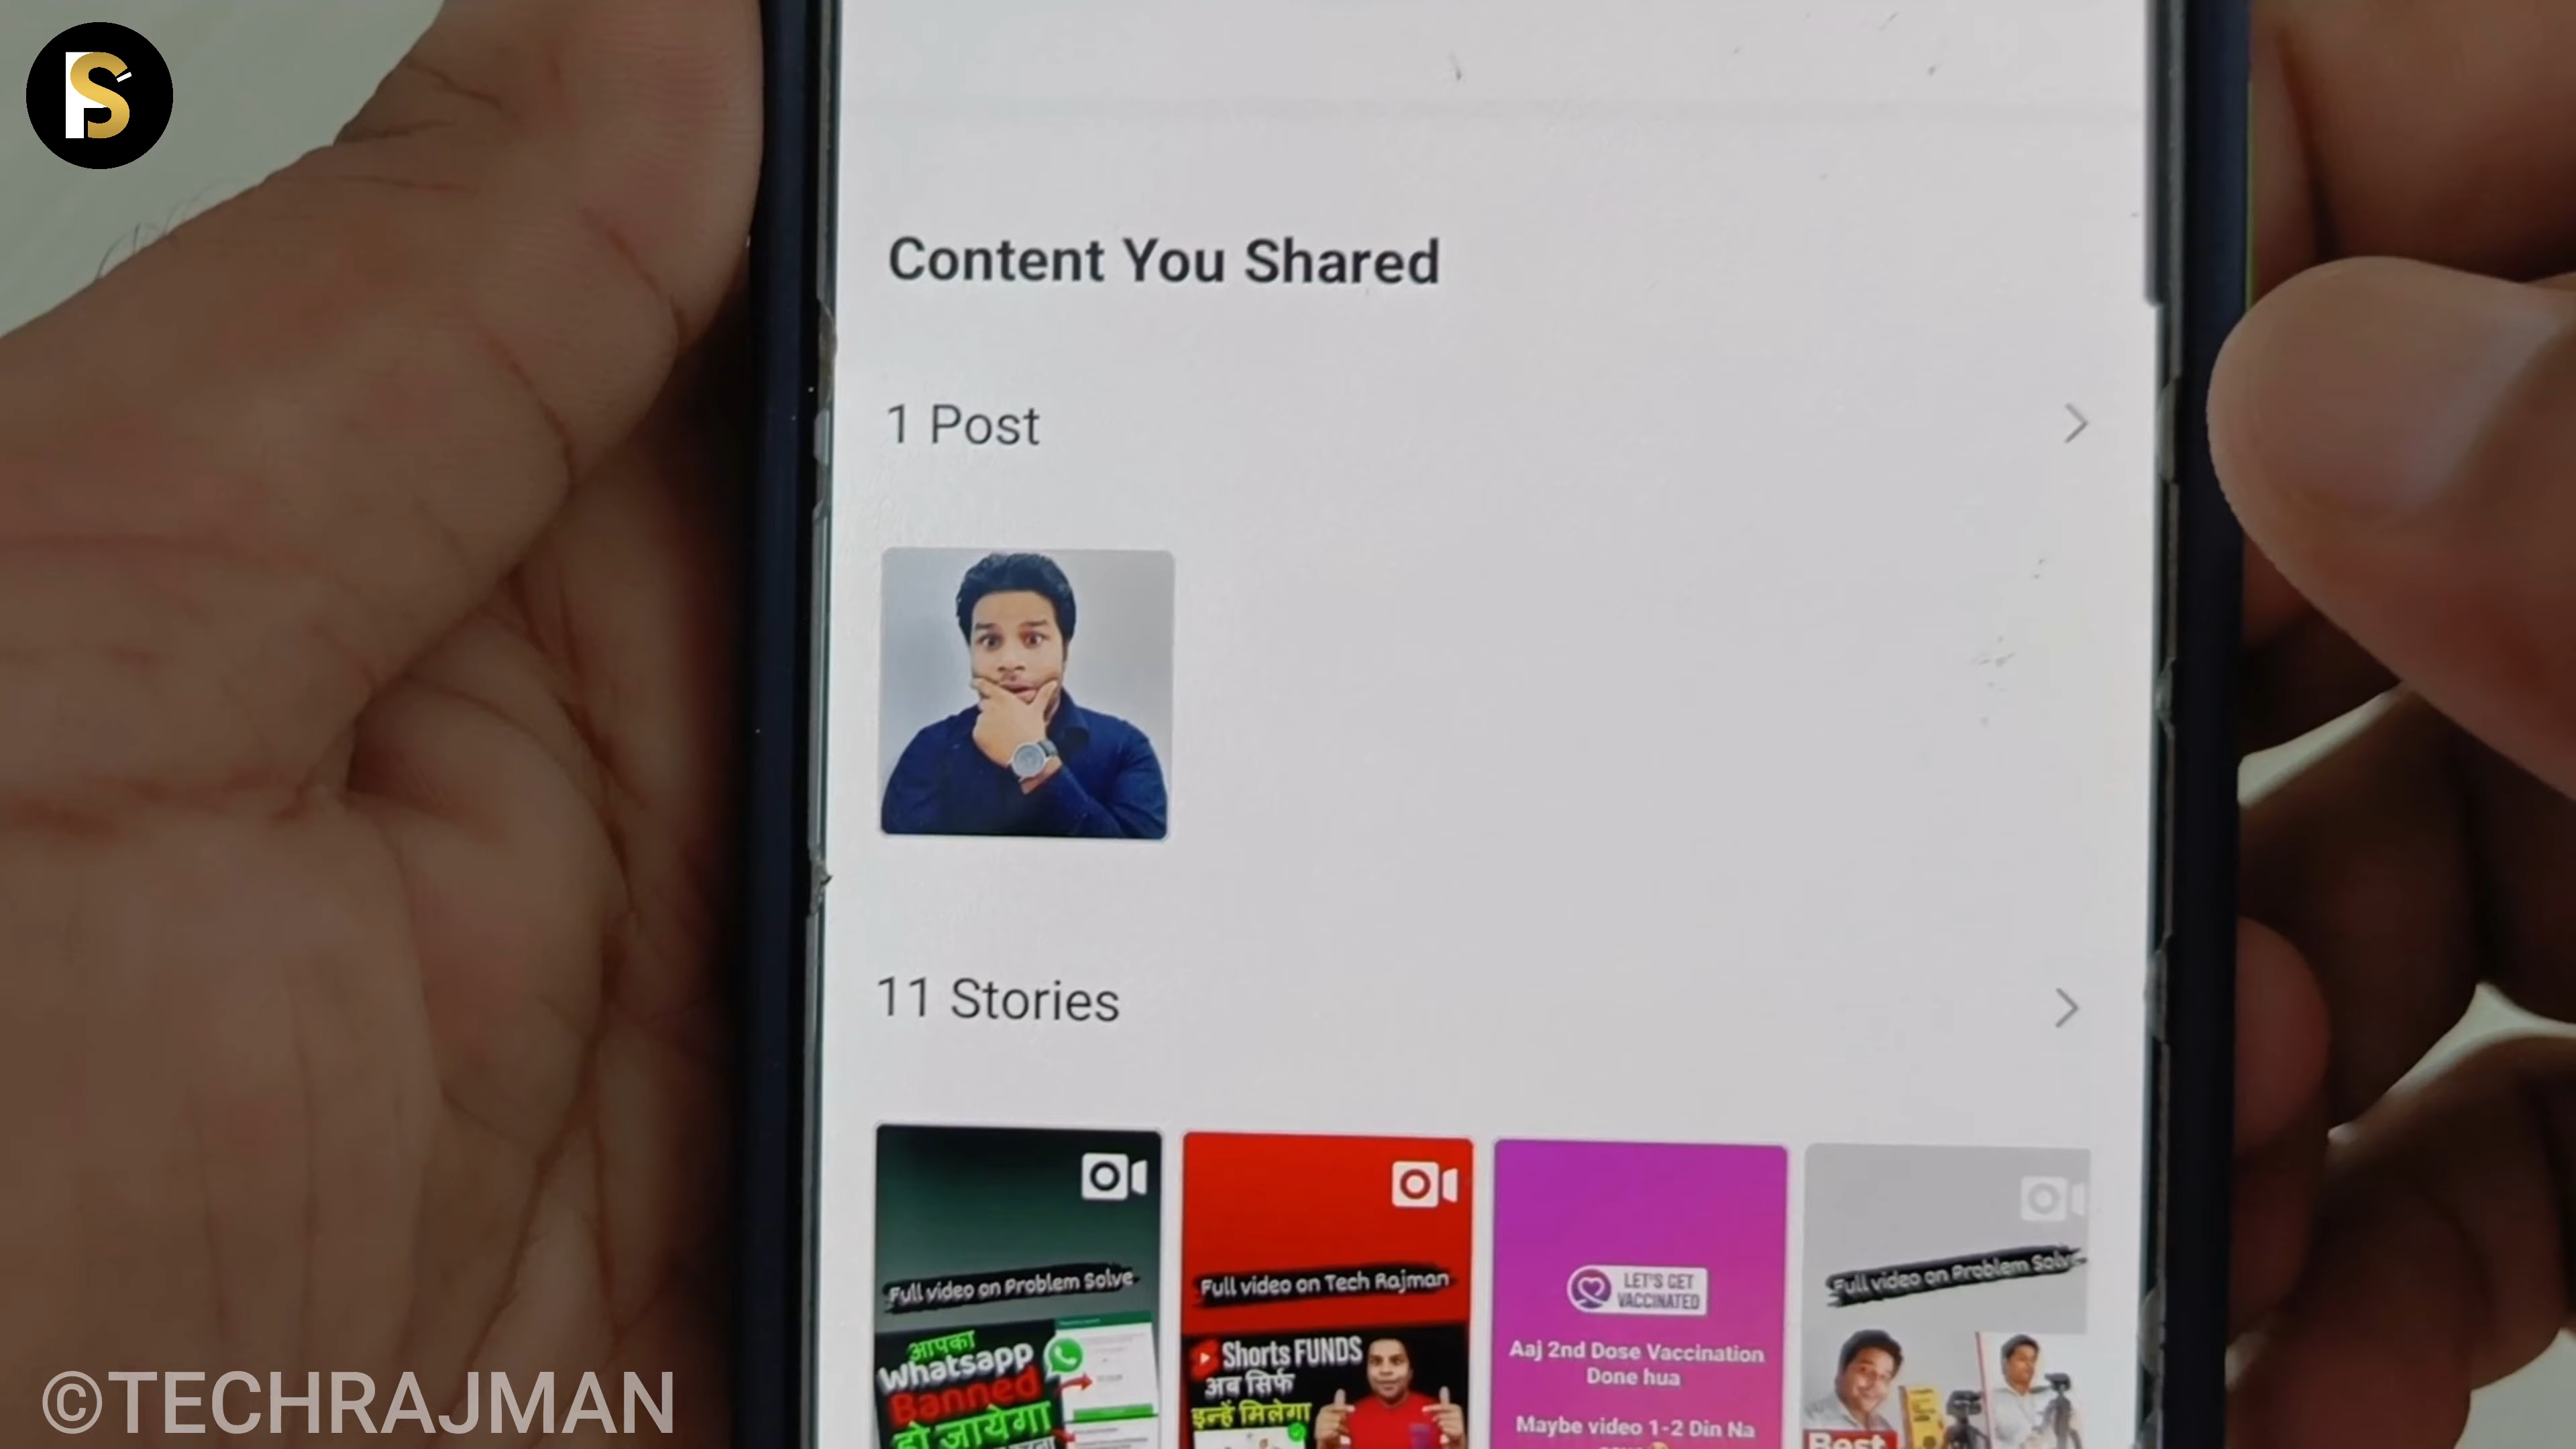 Content You Shared
1 Post
11 Stories
Full video on Problem Solve
आपका
Whatsapp
Banned
हो जायेगा
Full video on Tech Rajman
Shorts FUNDS
अब सिर्फ
इन्हें मिलेगा
LET'S GET
VACCINATED
Aaj 2nd Dose Vaccination
Done hua
Maybe video 1-2 Din Na
Full video on Problem Solve
Best
©TECHRAJMAN